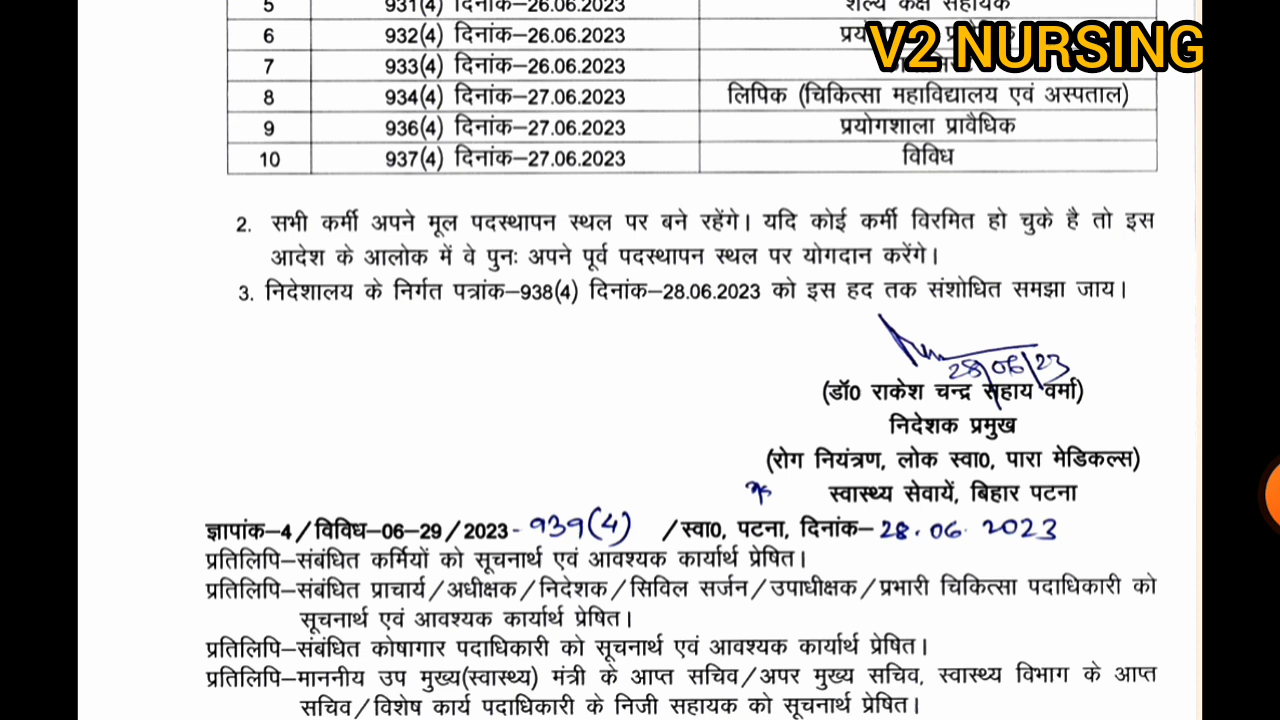 5 931(4) दिनांक–26.06.2023 शल्य कक्ष सहायक
6 932(4) दिनांक–26.06.2023
V2 NURSING
7 933(4) दिनांक–26.06.2023
8 934(4) दिनांक–27.06.2023 लिपिक (चिकित्सा महाविद्यालय एवं अस्पताल)
9 936(4) दिनांक–27.06.2023 प्रयोगशाला प्रावैधिक
10 937(4) दिनांक–27.06.2023 विविध
2. सभी कर्मी अपने मूल पदस्थापन स्थल पर बने रहेंगे। यदि कोई कर्मी विरमित हो चुके है तो इस
आदेश के आलोक में वे पुनः अपने पूर्व पदस्थापन स्थल पर योगदान करेंगे।
3. निदेशालय के निर्गत पत्रांक–938(4) दिनांक–28.06.2023 को इस हद तक संशोधित समझा जाय।
28/06/23
(डॉ0 राकेश चन्द्र सहाय वर्मा)
निदेशक प्रमुख
(रोग नियंत्रण, लोक स्वा0, पारा मेडिकल्स)
स्वास्थ्य सेवायें, बिहार पटना
ज्ञापांक–4/विविध–06–29/2023- 939(4) /स्वा0, पटना, दिनांक– 28.06.2023
प्रतिलिपि–संबंधित कर्मियों को सूचनार्थ एवं आवश्यक कार्यार्थ प्रेषित।
प्रतिलिपि–संबंधित प्राचार्य/अधीक्षक/निदेशक/सिविल सर्जन/उपाधीक्षक/प्रभारी चिकित्सा पदाधिकारी को
सूचनार्थ एवं आवश्यक कार्यार्थ प्रेषित।
प्रतिलिपि–संबंधित कोषागार पदाधिकारी को सूचनार्थ एवं आवश्यक कार्यार्थ प्रेषित।
प्रतिलिपि–माननीय उप मुख्य(स्वास्थ्य) मंत्री के आप्त सचिव/अपर मुख्य सचिव, स्वास्थ्य विभाग के आप्त
सचिव/विशेष कार्य पदाधिकारी के निजी सहायक को सूचनार्थ प्रेषित।